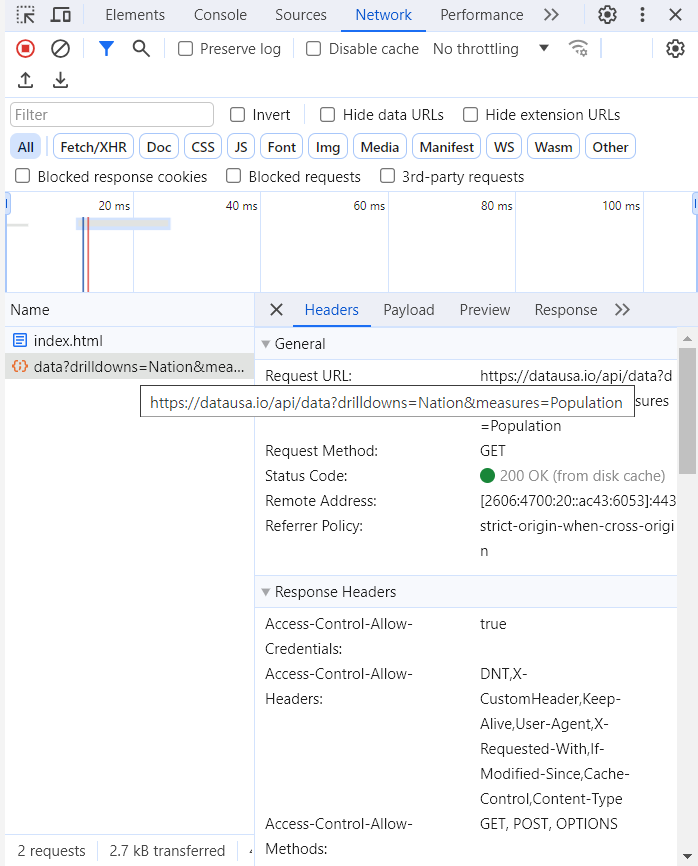 Elements Console Sources Network Performance
Preserve log Disable cache No throttling
Filter Invert Hide data URLs Hide extension URLs
All Fetch/XHR Doc CSS JS Font Img Media Manifest WS Wasm Other
Blocked response cookies Blocked requests 3rd-party requests
20 ms 40 ms 60 ms 80 ms 100 ms
Name
index.html
data?drilldowns=Nation&mea...
2 requests 2.7 kB transferred
Headers Payload Preview Response
General
Request URL: https://datausa.io/api/data?d
https://datausa.io/api/data?drilldowns=Nation&measures=Population
sures
=Population
Request Method: GET
Status Code: 200 OK (from disk cache)
Remote Address: [2606:4700:20::ac43:6053]:443
Referrer Policy: strict-origin-when-cross-origi
n
Response Headers
Access-Control-Allow- true
Credentials:
Access-Control-Allow- DNT,X-
Headers: CustomHeader,Keep-
Alive,User-Agent,X-
Requested-With,If-
Modified-Since,Cache-
Control,Content-Type
Access-Control-Allow- GET, POST, OPTIONS
Methods: